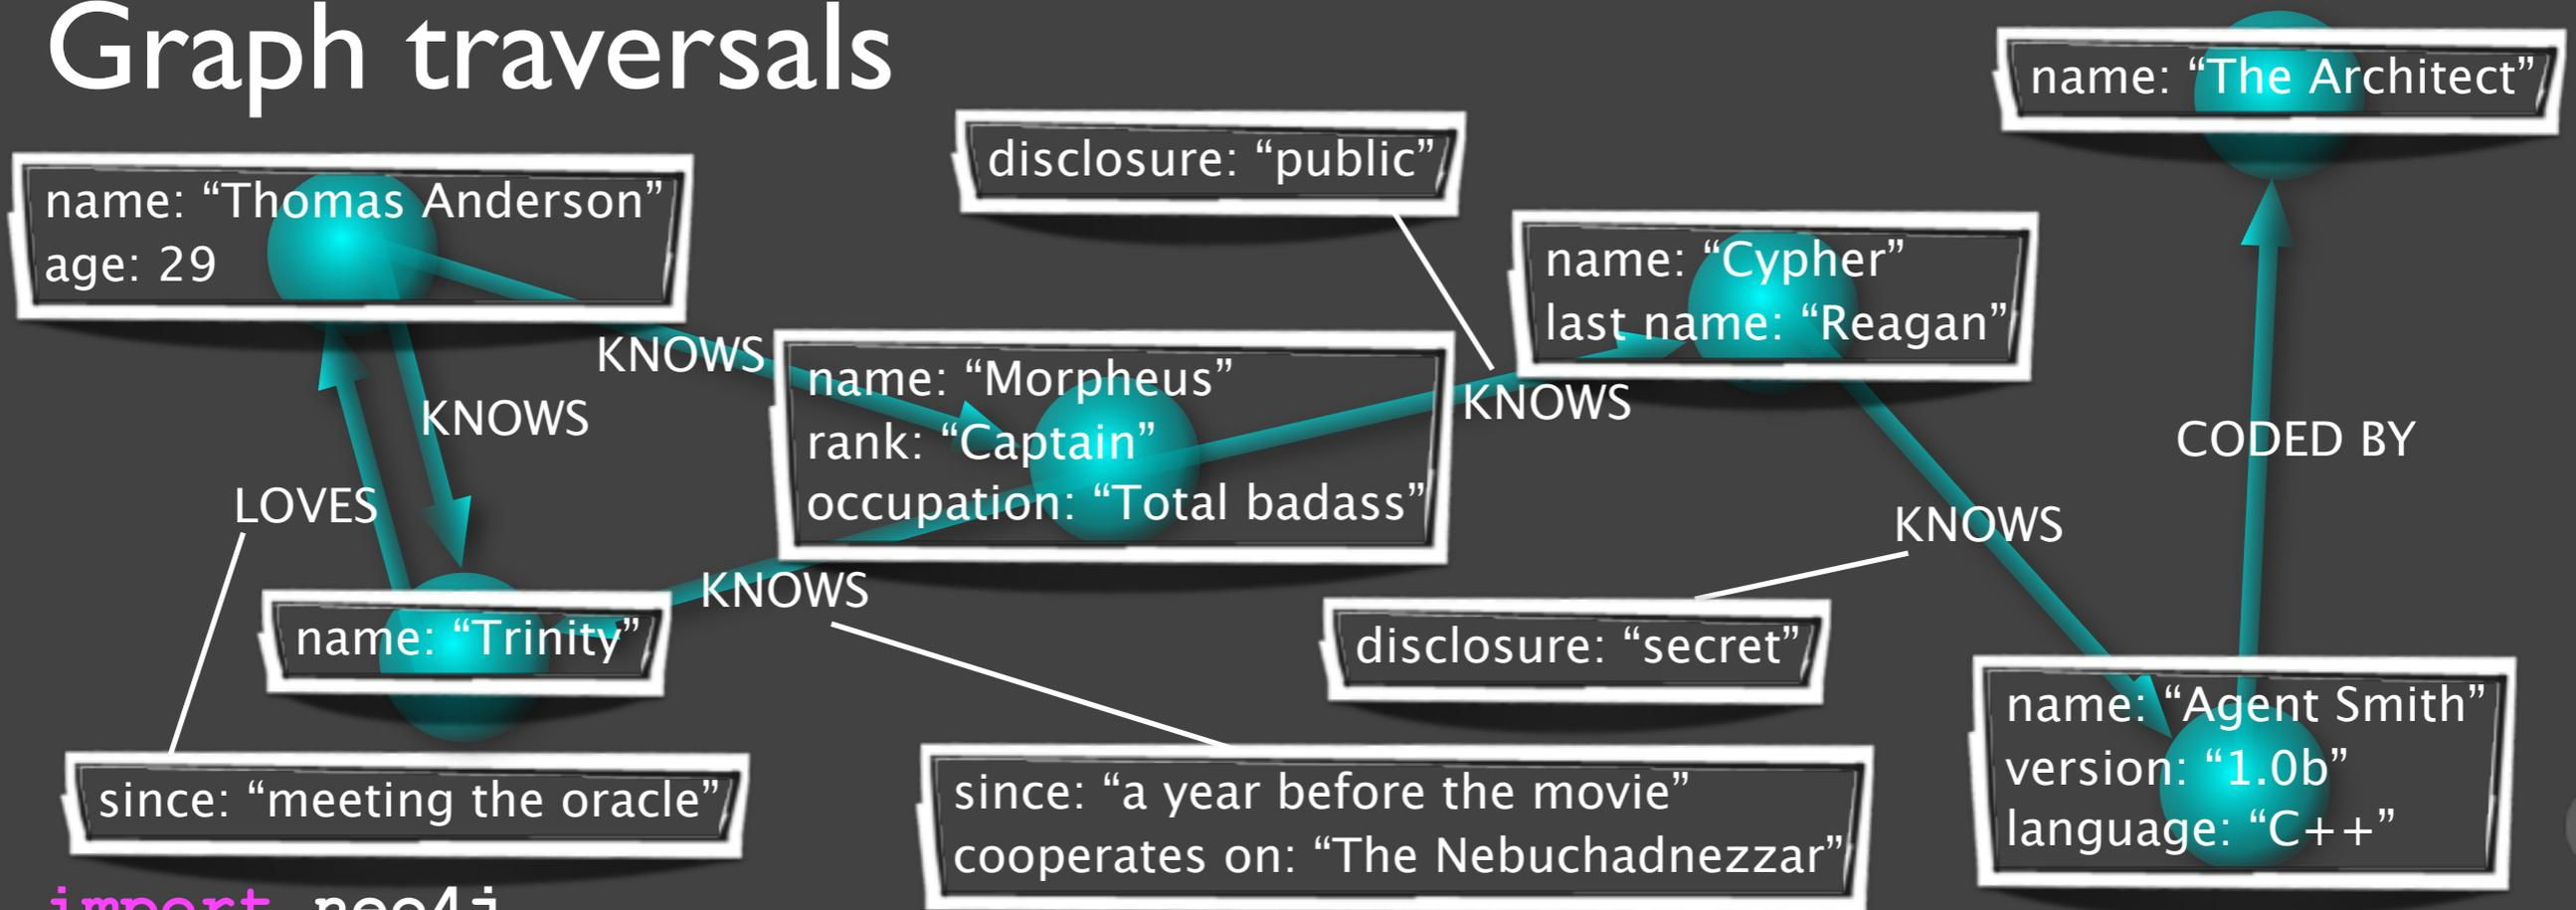 Graph traversals
name: “The Architect”
disclosure: “public”
name: “Thomas Anderson”
age: 29
name: “Cypher”
last name: “Reagan”
KNOWS
name: “Morpheus”
rank: “Captain”
occupation: “Total badass”
KNOWS
KNOWS
CODED BY
LOVES
KNOWS
KNOWS
name: “Trinity”
disclosure: “secret”
name: “Agent Smith”
version: “1.0b”
language: “C++”
since: “meeting the oracle”
since: “a year before the movie”
cooperates on: “The Nebuchadnezzar”
import neo4j